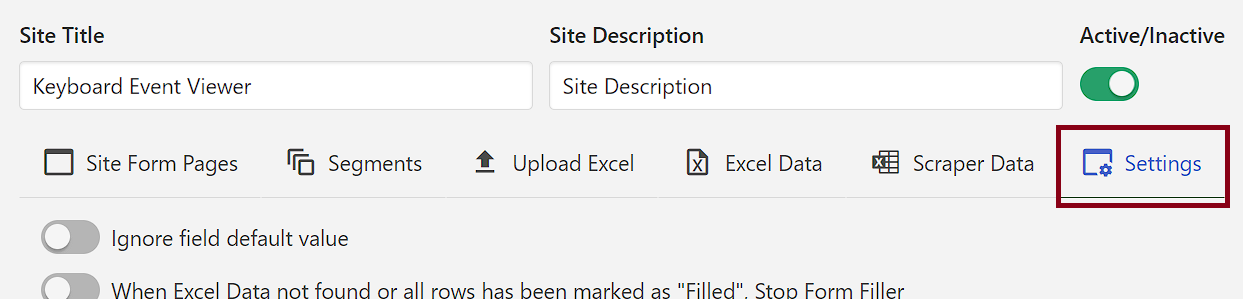 Site Title Site Description Active/Inactive
Keyboard Event Viewer Site Description
Site Form Pages Segments Upload Excel Excel Data Scraper Data Settings
Ignore field default value
When Excel Data not found or all rows has been marked as "Filled", Stop Form Filler